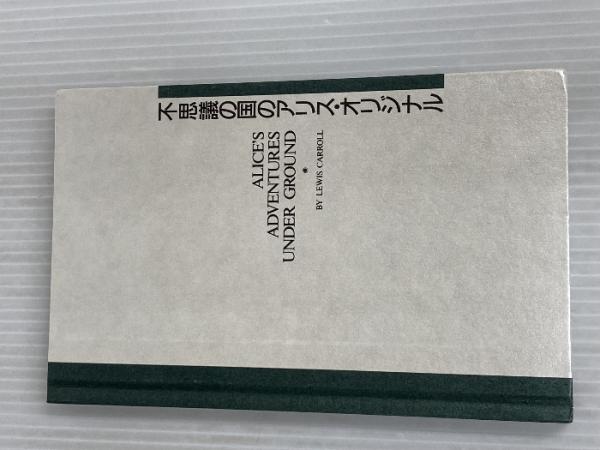 不思議の国のアリス・オリジナル
ALICE'S
ADVENTURES
UNDER GROUND
*
BY LEWIS CARROLL